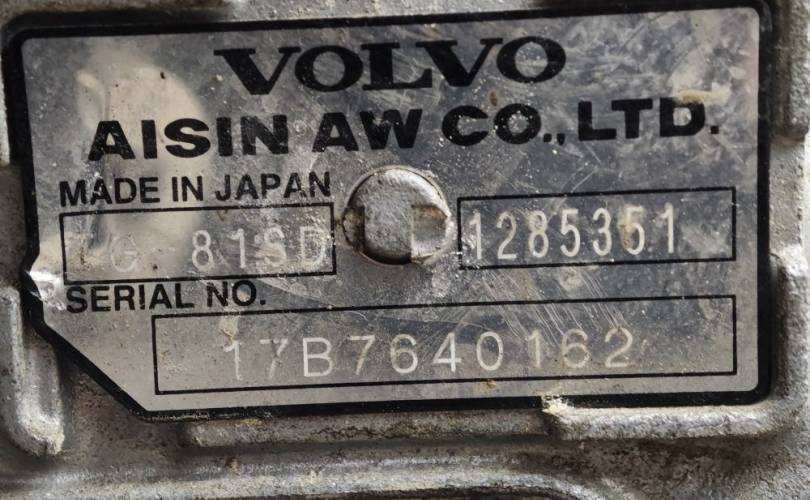 VOLVO
AISIN AW CO.,LTD.
MADE IN JAPAN
81SD 1285351
SERIAL NO.
17B7640162